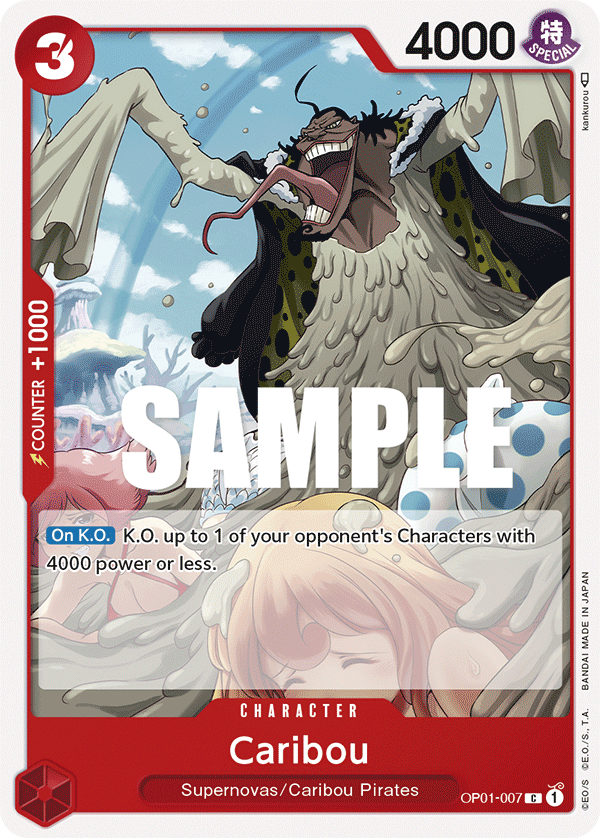 3
4000
特
SPECIAL
kankurou
COUNTER +1000
SAMPLE
On K.O. K.O. up to 1 of your opponent's Characters with
4000 power or less.
CHARACTER
Caribou
Supernovas/Caribou Pirates
OP01-007 C 1
©E.O/S ©E.O./S., T.A. BANDAI MADE IN JAPAN